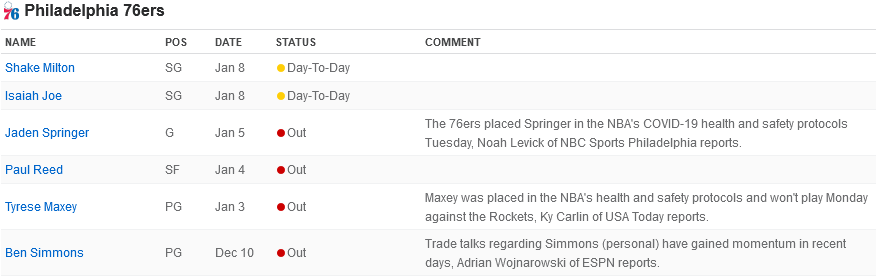 76 Philadelphia 76ers
NAME POS DATE STATUS COMMENT
Shake Milton SG Jan 8 Day-To-Day
Isaiah Joe SG Jan 8 Day-To-Day
Jaden Springer G Jan 5 Out The 76ers placed Springer in the NBA's COVID-19 health and safety protocols
Tuesday, Noah Levick of NBC Sports Philadelphia reports.
Paul Reed SF Jan 4 Out
Tyrese Maxey PG Jan 3 Out Maxey was placed in the NBA's health and safety protocols and won't play Monday
against the Rockets, Ky Carlin of USA Today reports.
Ben Simmons PG Dec 10 Out Trade talks regarding Simmons (personal) have gained momentum in recent
days, Adrian Wojnarowski of ESPN reports.